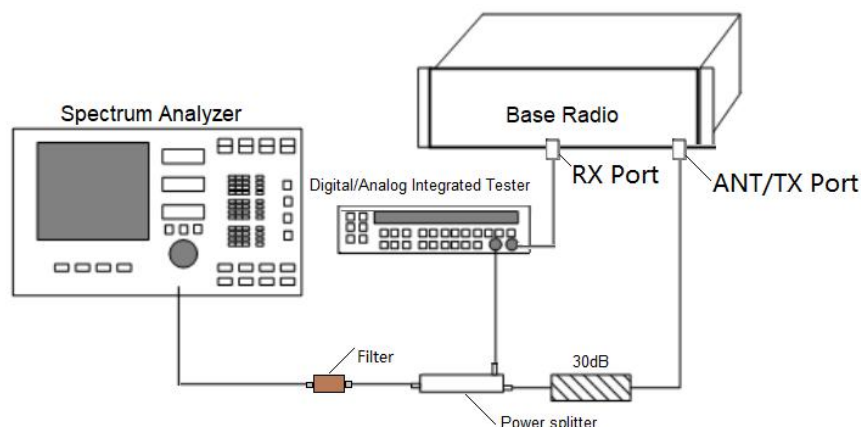 Spectrum Analyzer
Base Radio
RX Port
ANT/TX Port
Digital/Analog Integrated Tester
Filter
30dB
Power splitter